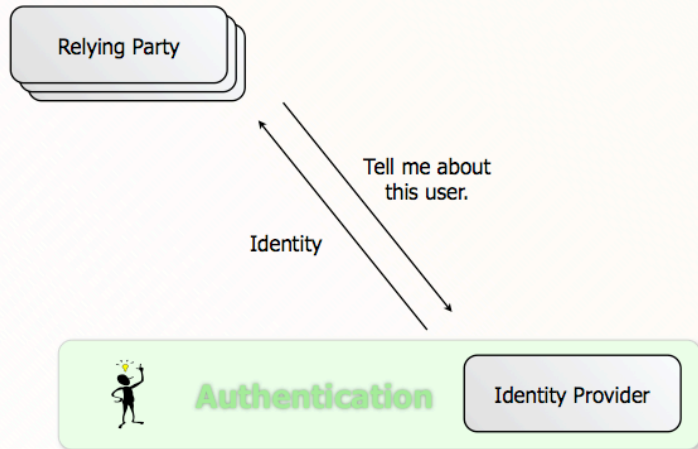 Relying Party
Tell me about
this user.
Identity
Authentication
Identity Provider